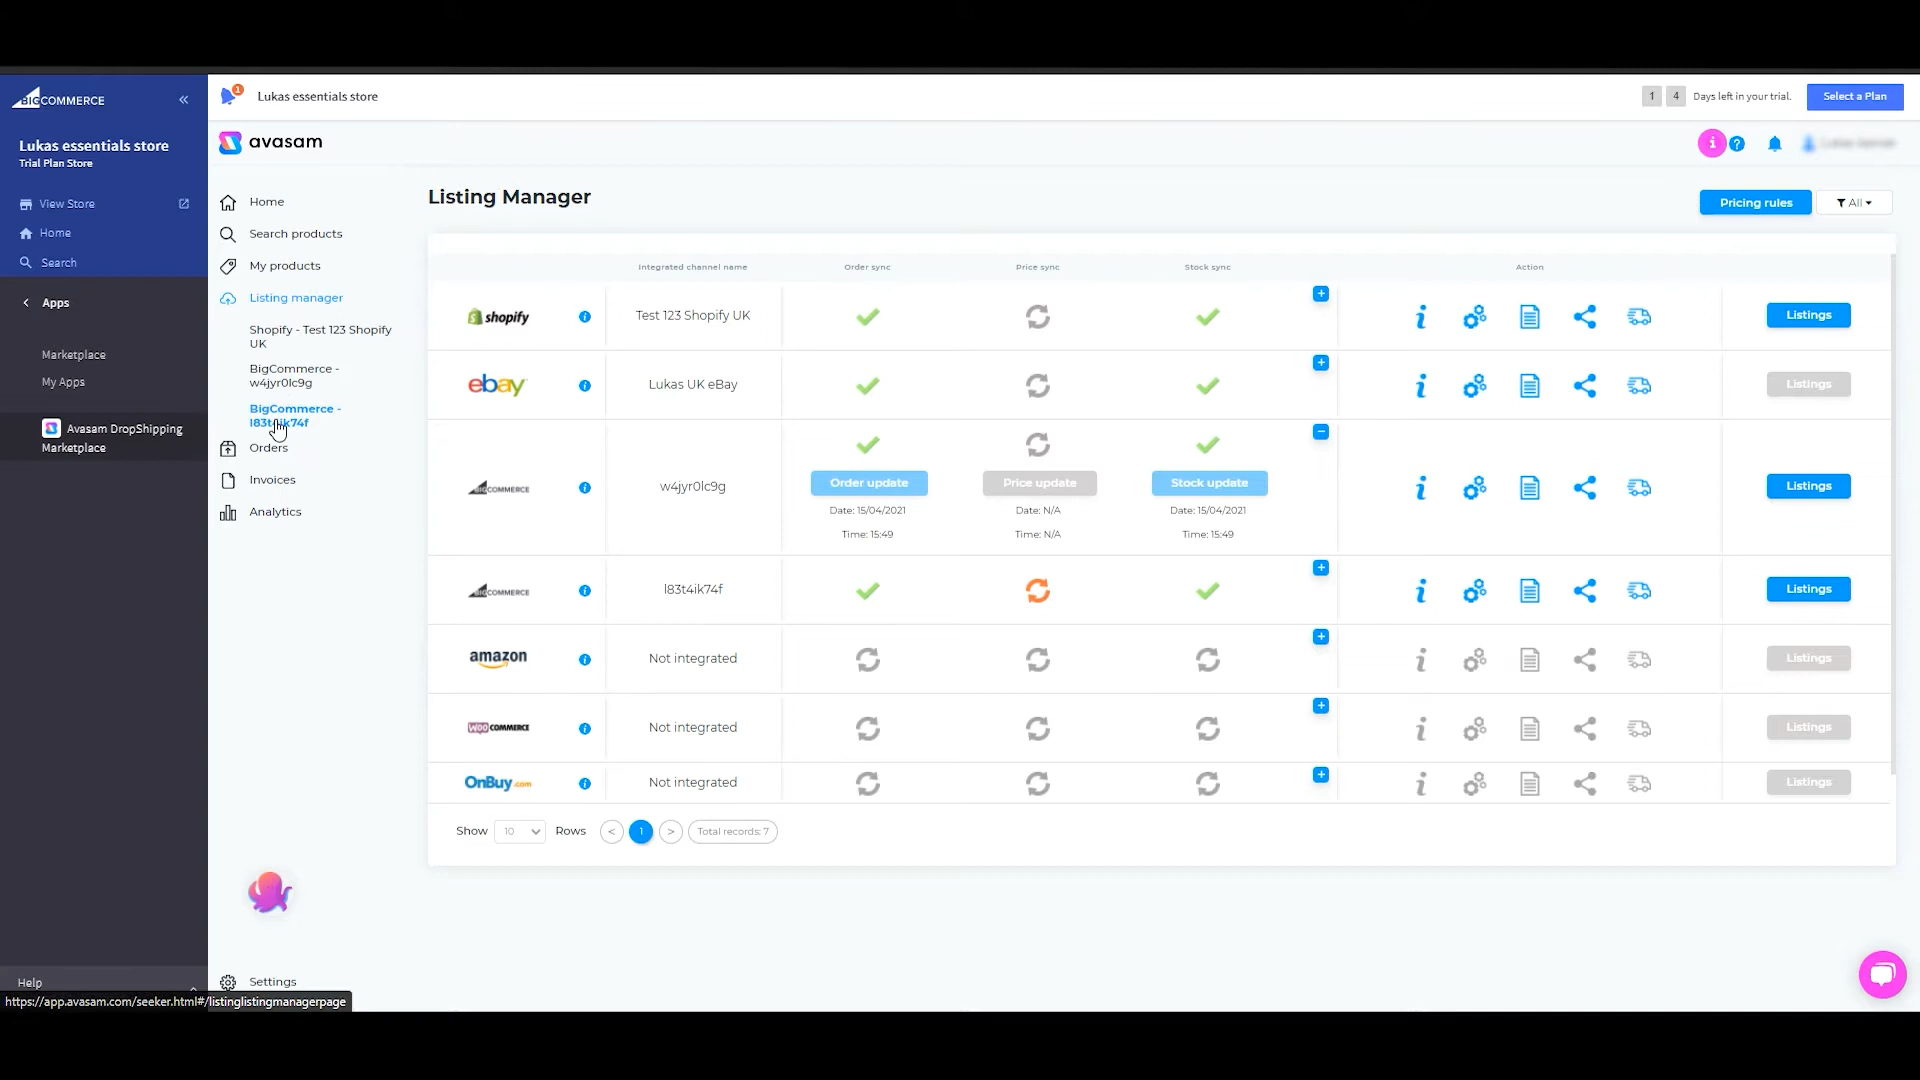 BIGCOMMERCE
«
1
Lukas essentials store
1 4 Days left in your trial.
Select a Plan
Lukas essentials store
Trial Plan Store
View Store
Home
Search
Apps
Marketplace
My Apps
Avasam DropShipping
Marketplace
Help
avasam
i
?
Home
Search products
My products
Listing manager
Shopify - Test 123 Shopify
UK
BigCommerce -
w4jyr0lc9g
BigCommerce -
l83t4ik74f
Orders
Invoices
Analytics
Settings
https://app.avasam.com/seeker.html#/listinglistingmanagerpage
Listing Manager
Pricing rules
All
Integrated channel name Order sync Price sync Stock sync Action
shopify i Test 123 Shopify UK + i Listings
ebay i Lukas UK eBay + i Listings
BIGCOMMERCE i w4jyr0lc9g − i Listings
Order update Price update Stock update
Date: 15/04/2021 Date: N/A Date: 15/04/2021
Time: 15:49 Time: N/A Time: 15:49
BIGCOMMERCE i l83t4ik74f + i Listings
amazon i Not integrated + i Listings
WOOCOMMERCE i Not integrated + i Listings
OnBuy.com i Not integrated + i Listings
Show 10 Rows < 1 > Total records: 7